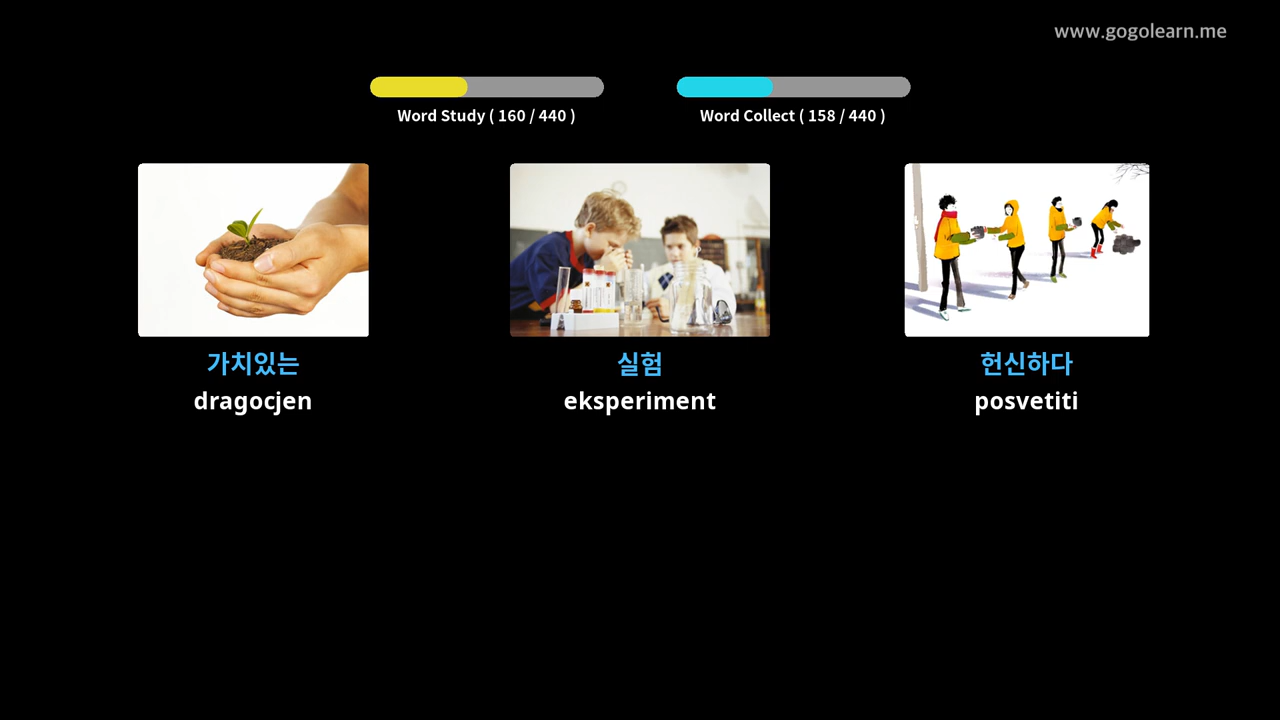 www.gogolearn.me
Word Study ( 160 / 440 )
Word Collect ( 158 / 440 )
가치있는
dragocjen
실험
eksperiment
헌신하다
posvetiti